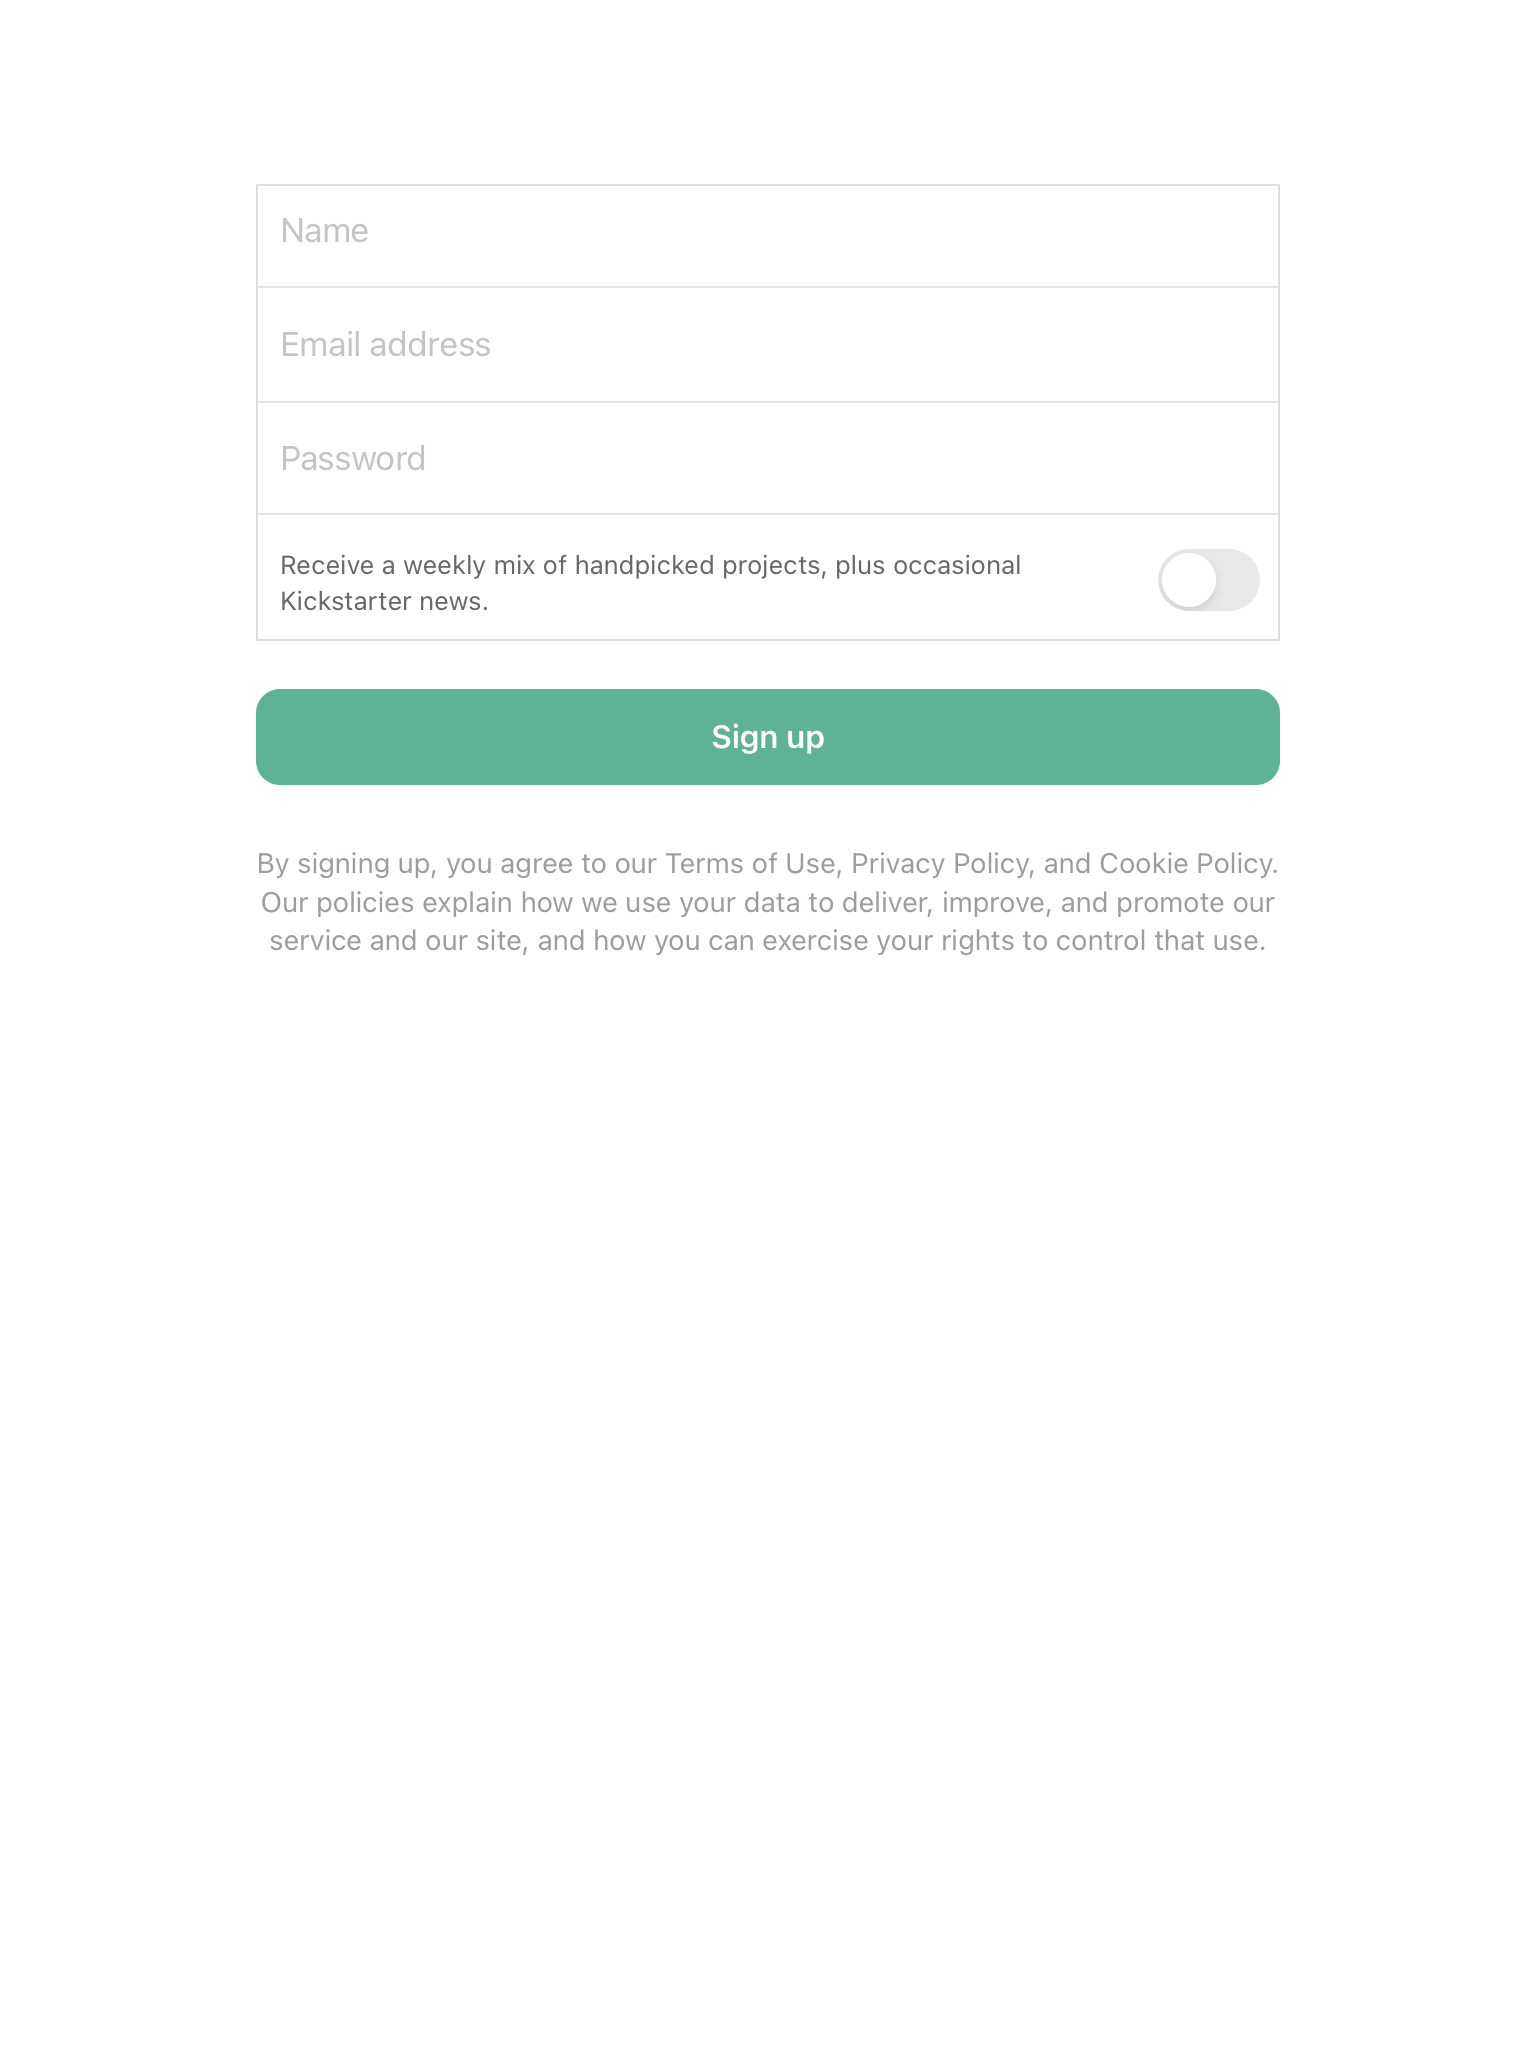 Name
Email address
Password
Receive a weekly mix of handpicked projects, plus occasional
Kickstarter news.
Sign up
By signing up, you agree to our Terms of Use, Privacy Policy, and Cookie Policy.
Our policies explain how we use your data to deliver, improve, and promote our
service and our site, and how you can exercise your rights to control that use.